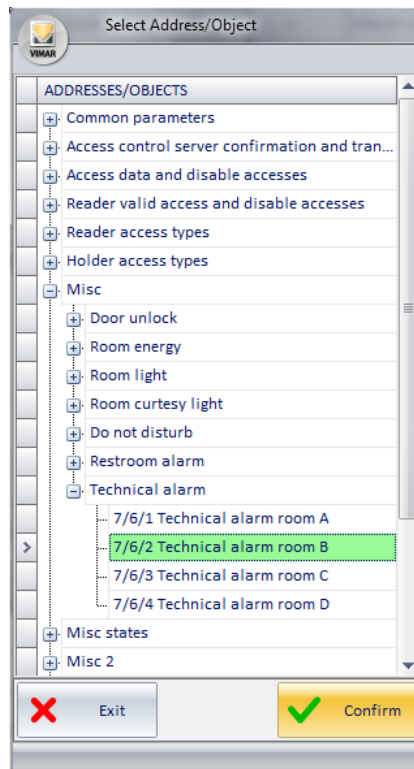 Select Address/Object
VIMAR
ADDRESSES/OBJECTS
Common parameters
Access control server confirmation and tran...
Access data and disable accesses
Reader valid access and disable accesses
Reader access types
Holder access types
Misc
Door unlock
Room energy
Room light
Room curtesy light
Do not disturb
Restroom alarm
Technical alarm
7/6/1 Technical alarm room A
7/6/2 Technical alarm room B
7/6/3 Technical alarm room C
7/6/4 Technical alarm room D
Misc states
Misc 2
Exit
Confirm